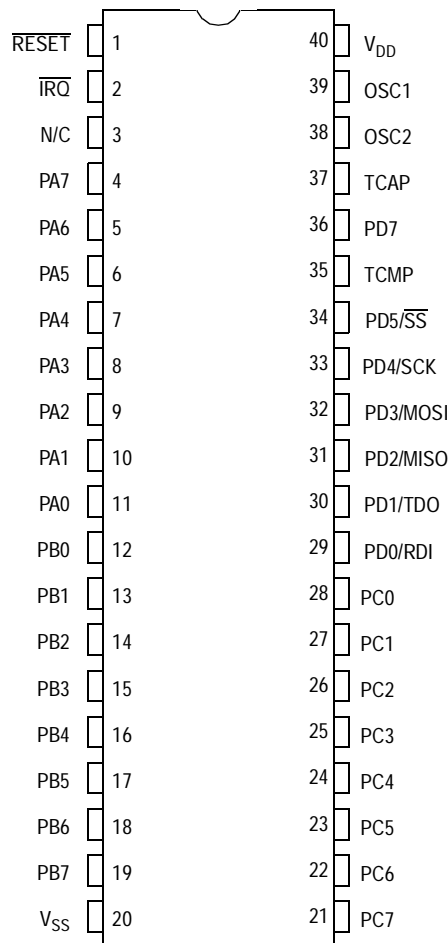 RESET 1 40 VDD
IRQ 2 39 OSC1
N/C 3 38 OSC2
PA7 4 37 TCAP
PA6 5 36 PD7
PA5 6 35 TCMP
PA4 7 34 PD5/SS
PA3 8 33 PD4/SCK
PA2 9 32 PD3/MOSI
PA1 10 31 PD2/MISO
PA0 11 30 PD1/TDO
PB0 12 29 PD0/RDI
PB1 13 28 PC0
PB2 14 27 PC1
PB3 15 26 PC2
PB4 16 25 PC3
PB5 17 24 PC4
PB6 18 23 PC5
PB7 19 22 PC6
VSS 20 21 PC7